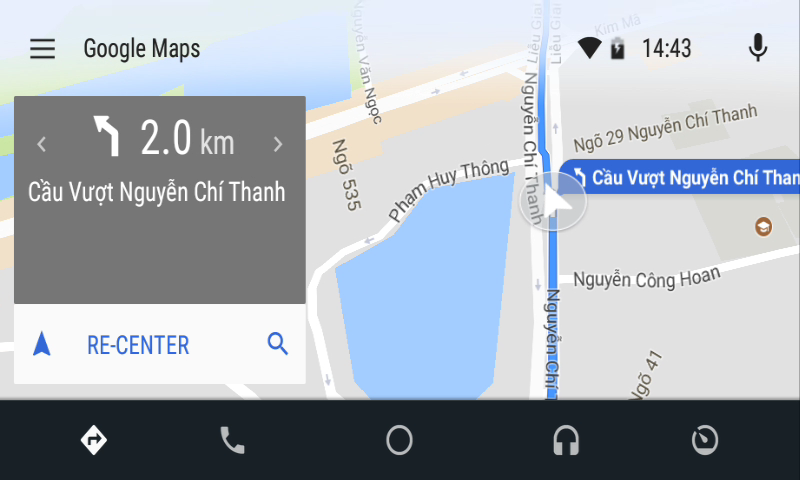 Google Maps
14:43
2.0 km
Cầu Vượt Nguyễn Chí Thanh
RE-CENTER
Nguyễn Văn Ngọc
Liễu Giai
Liễu Giai
Kim Mã
Nguyễn Chí Thanh
Ngõ 29 Nguyễn Chí Thanh
Ngõ 535
Phạm Huy Thông
Cầu Vượt Nguyễn Chí Than
Nguyễn Công Hoan
Nguyễn Chí T
Ngõ 41